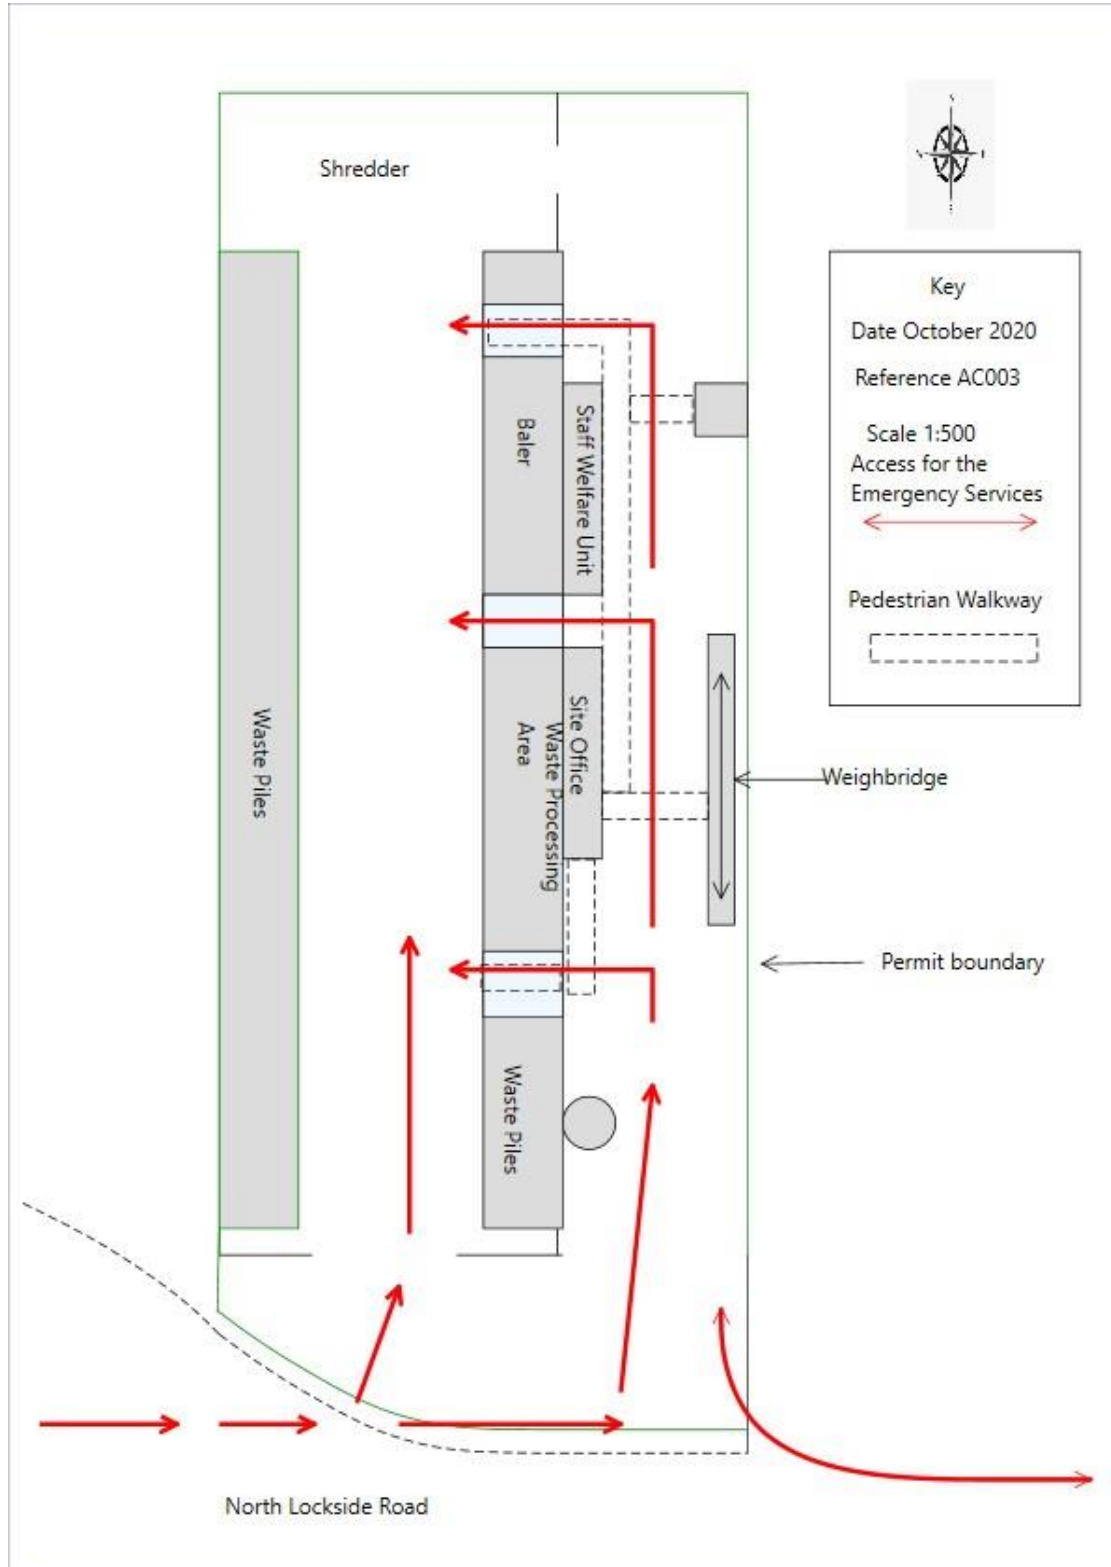 Shredder
Key
Date October 2020
Reference AC003
Scale 1:500
Access for the
Emergency Services
Pedestrian Walkway
Baler
Staff Welfare Unit
Waste Piles
Waste Processing
Area
Site Office
Weighbridge
Permit boundary
Waste Piles
North Lockside Road